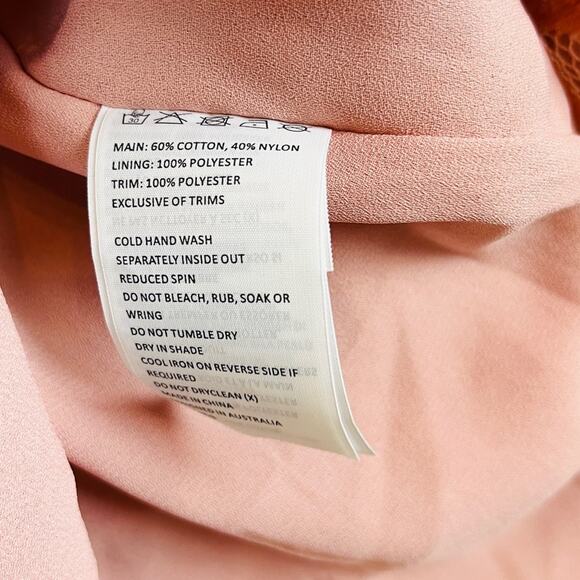 30
MAIN: 60% COTTON, 40% NYLON
LINING: 100% POLYESTER
TRIM: 100% POLYESTER
EXCLUSIVE OF TRIMS
COLD HAND WASH
SEPARATELY INSIDE OUT
REDUCED SPIN
DO NOT BLEACH, RUB, SOAK OR
WRING
DO NOT TUMBLE DRY
DRY IN SHADE
COOL IRON ON REVERSE SIDE IF
REQUIRED
DO NOT DRYCLEAN (X)
MADE IN CHINA
IN AUSTRALIA